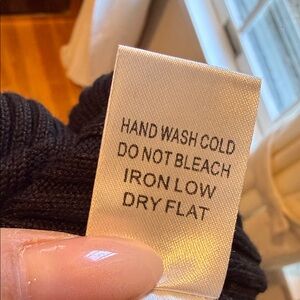 HAND WASH COLD
DO NOT BLEACH
IRON LOW
DRY FLAT